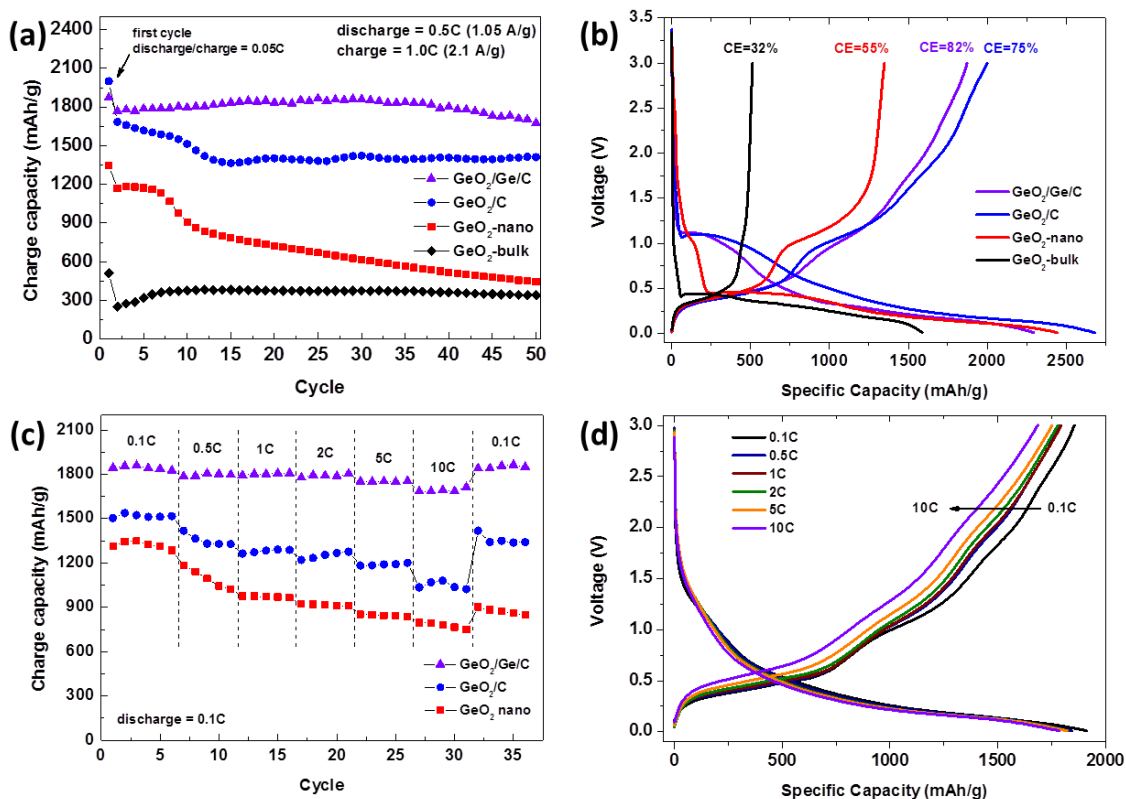 (a)
first cycle
discharge/charge = 0.05C
discharge = 0.5C (1.05 A/g)
charge = 1.0C (2.1 A/g)
2100
1800
1500
1200
900
600
300
0
Charge capacity (mAh/g)
GeO₂/Ge/C
GeO₂/C
GeO₂-nano
GeO₂-bulk
0 5 10 15 20 25 30 35 40 45 50
Cycle
(b)
CE=32% CE=55% CE=82% CE=75%
3.5
3.0
2.5
2.0
1.5
1.0
0.5
0.0
Voltage (V)
GeO₂/Ge/C
GeO₂/C
GeO₂-nano
GeO₂-bulk
0 500 1000 1500 2000 2500
Specific Capacity (mAh/g)
(c)
0.1C 0.5C 1C 2C 5C 10C 0.1C
2100
1800
1500
1200
900
600
300
0
Charge capacity (mAh/g)
GeO₂/Ge/C
GeO₂/C
GeO₂ nano
discharge = 0.1C
0 5 10 15 20 25 30 35
Cycle
(d)
3.0
2.5
2.0
1.5
1.0
0.5
0.0
Voltage (V)
0.1C
0.5C
1C
2C
5C
10C
10C 0.1C
0 500 1000 1500 2000
Specific Capacity (mAh/g)